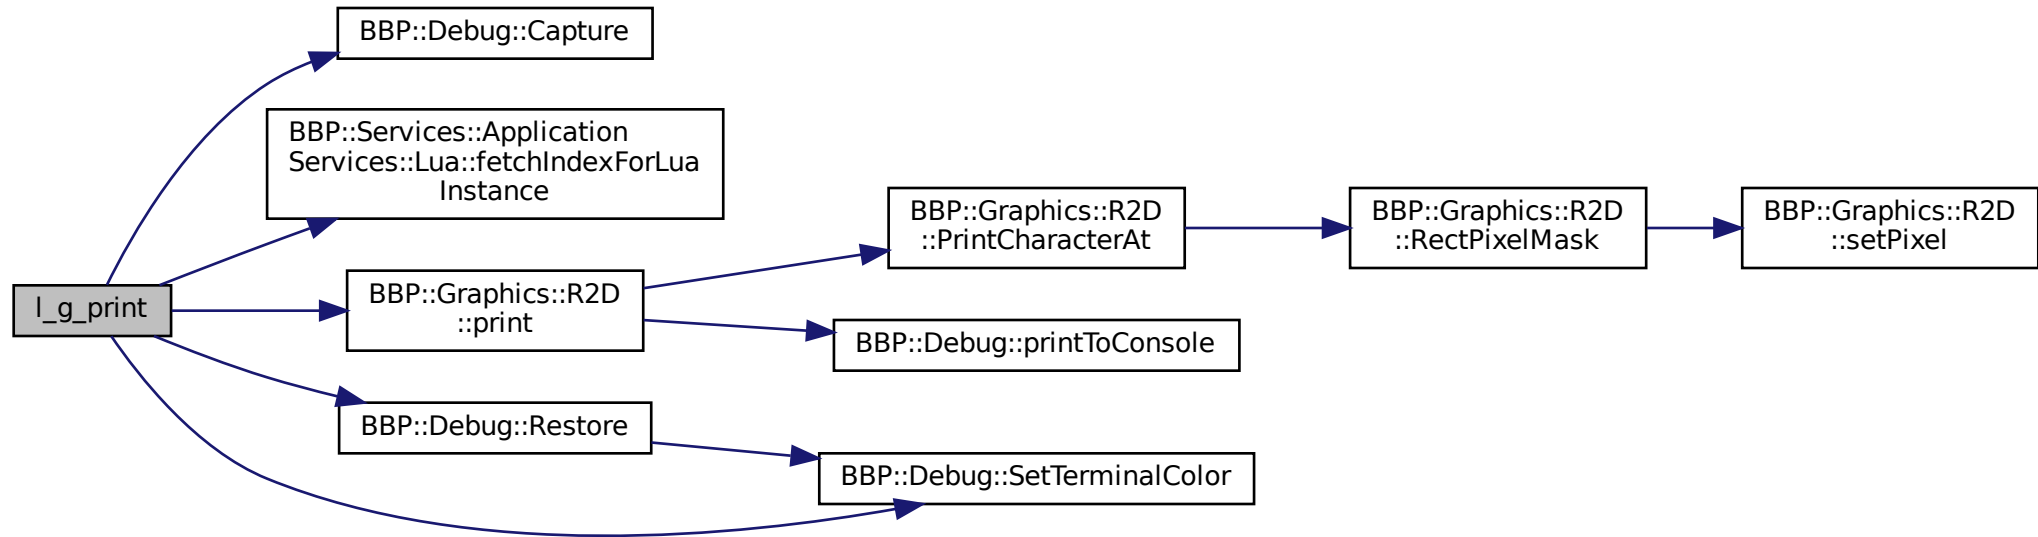 BBP::Debug::Capture
BBP::Services::Application
Services::Lua::fetchIndexForLua
Instance
l_g_print
BBP::Graphics::R2D
::print
BBP::Debug::Restore
BBP::Graphics::R2D
::PrintCharacterAt
BBP::Debug::printToConsole
BBP::Debug::SetTerminalColor
BBP::Graphics::R2D
::RectPixelMask
BBP::Graphics::R2D
::setPixel